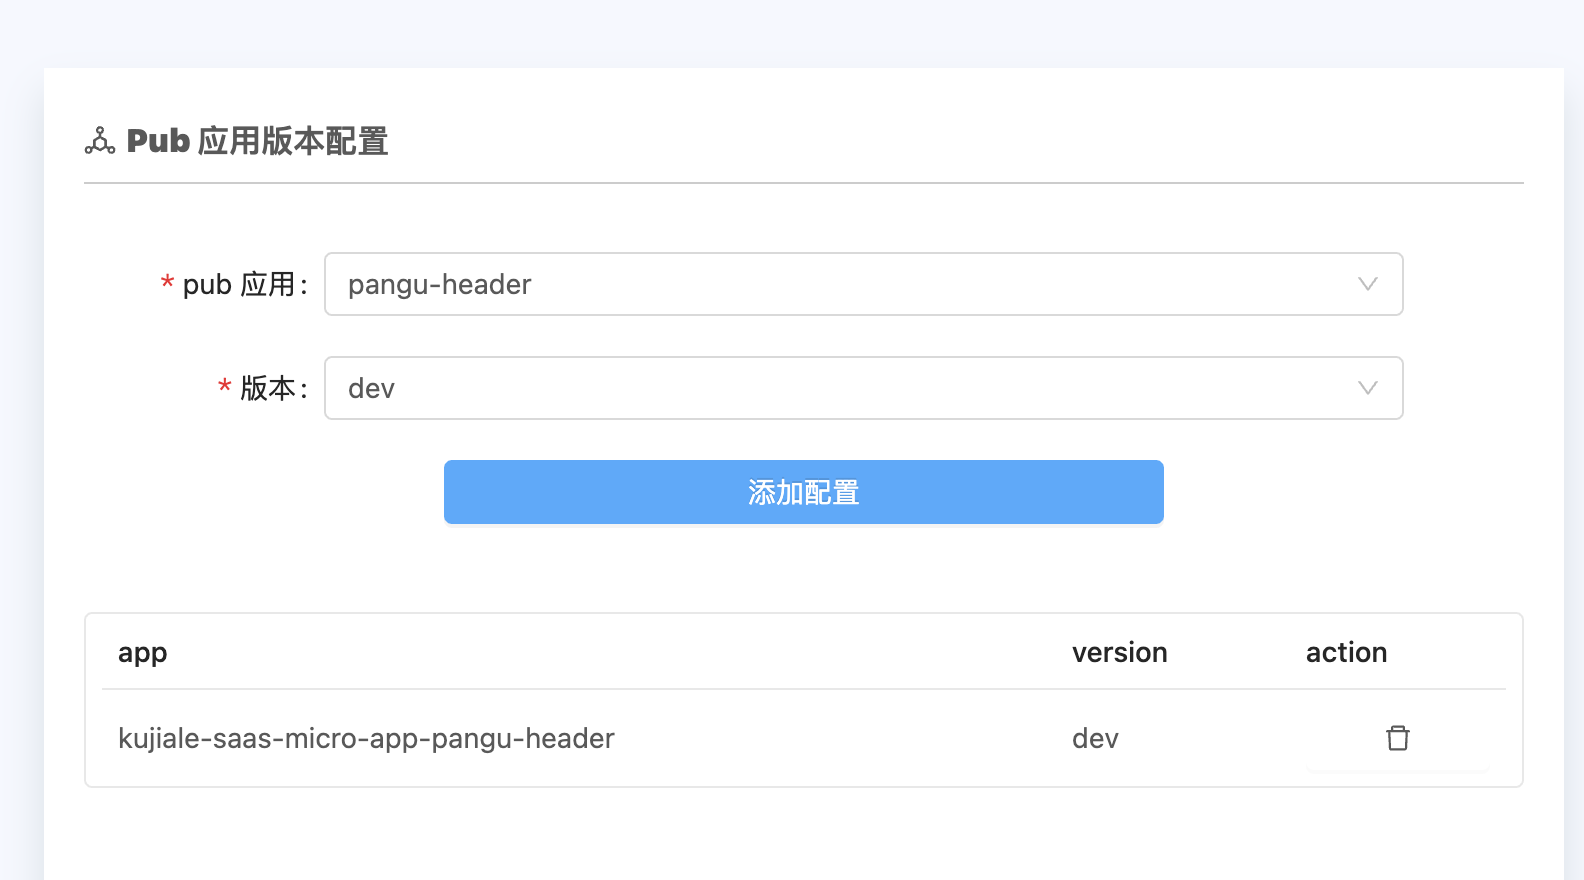 Pub 应用版本配置
* pub 应用:
pangu-header
* 版本:
dev
添加配置
app version action
kujiale-saas-micro-app-pangu-header dev